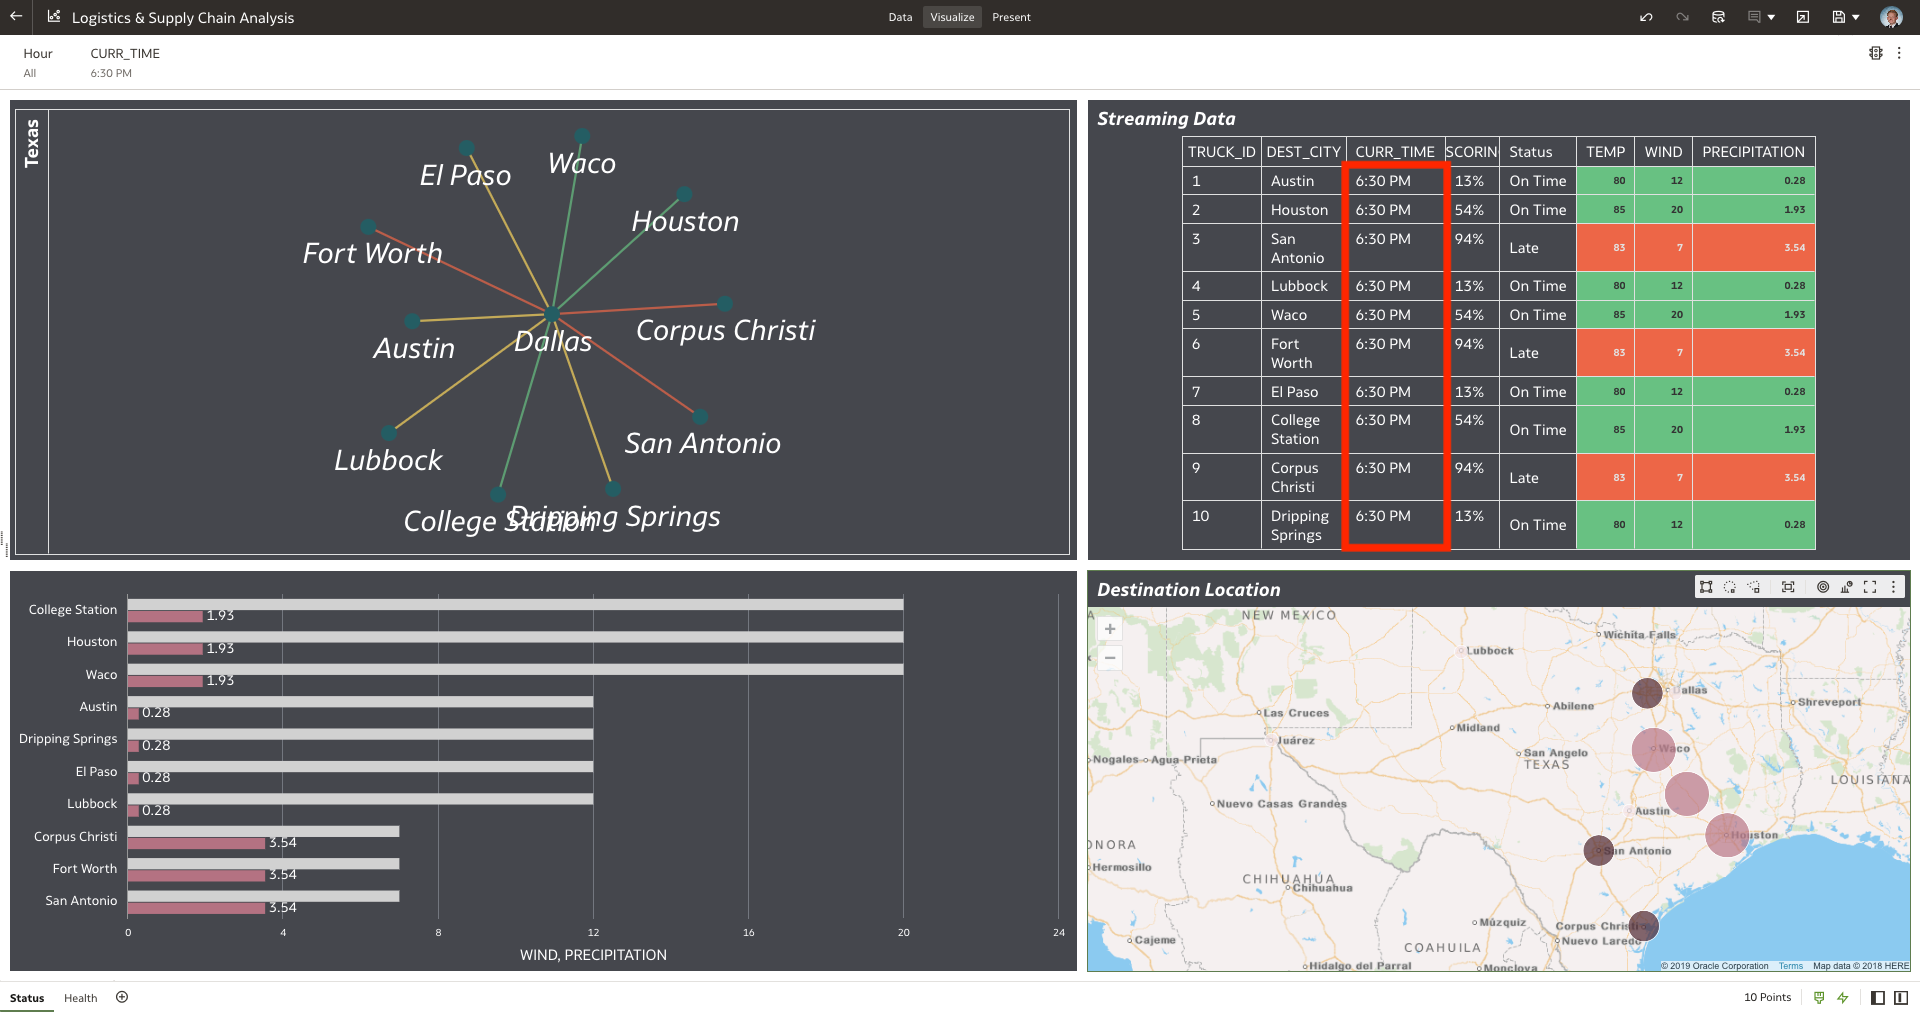 Logistics & Supply Chain Analysis
Data
Visualize
Present
Hour
CURR_TIME
All
6:30 PM
Texas
El Paso
Waco
Houston
Fort Worth
Corpus Christi
Austin
Dallas
San Antonio
Lubbock
College Station
Dripping Springs
Streaming Data
TRUCK_ID DEST_CITY CURR_TIME SCORIN Status TEMP WIND PRECIPITATION
1 Austin 6:30 PM 13% On Time 80 12 0.28
2 Houston 6:30 PM 54% On Time 85 20 1.93
3 San Antonio 6:30 PM 94% Late 83 7 3.54
4 Lubbock 6:30 PM 13% On Time 80 12 0.28
5 Waco 6:30 PM 54% On Time 85 20 1.93
6 Fort Worth 6:30 PM 94% Late 83 7 3.54
7 El Paso 6:30 PM 13% On Time 80 12 0.28
8 College Station 6:30 PM 54% On Time 85 20 1.93
9 Corpus Christi 6:30 PM 94% Late 83 7 3.54
10 Dripping Springs 6:30 PM 13% On Time 80 12 0.28
College Station 1.93
Houston 1.93
Waco 1.93
Austin 0.28
Dripping Springs 0.28
El Paso 0.28
Lubbock 0.28
Corpus Christi 3.54
Fort Worth 3.54
San Antonio 3.54
0 4 8 12 16 20 24
WIND, PRECIPITATION
Destination Location
NEW MEXICO
Wichita Falls
Lubbock
Dallas
Abilene
Shreveport
Las Cruces
Midland
Juárez
San Angelo
Waco
TEXAS
Nogales
Agua Prieta
LOUISIANA
Nuevo Casas Grandes
Austin
Houston
ONORA
San Antonio
Hermosillo
CHIHUAHUA
Chihuahua
Múzquiz
Corpus Christi
Cajeme
COAHUILA
Nuevo Laredo
Hidalgo del Parral
Monclova
© 2019 Oracle Corporation Terms Map data © 2018 HERE
Status
Health
10 Points